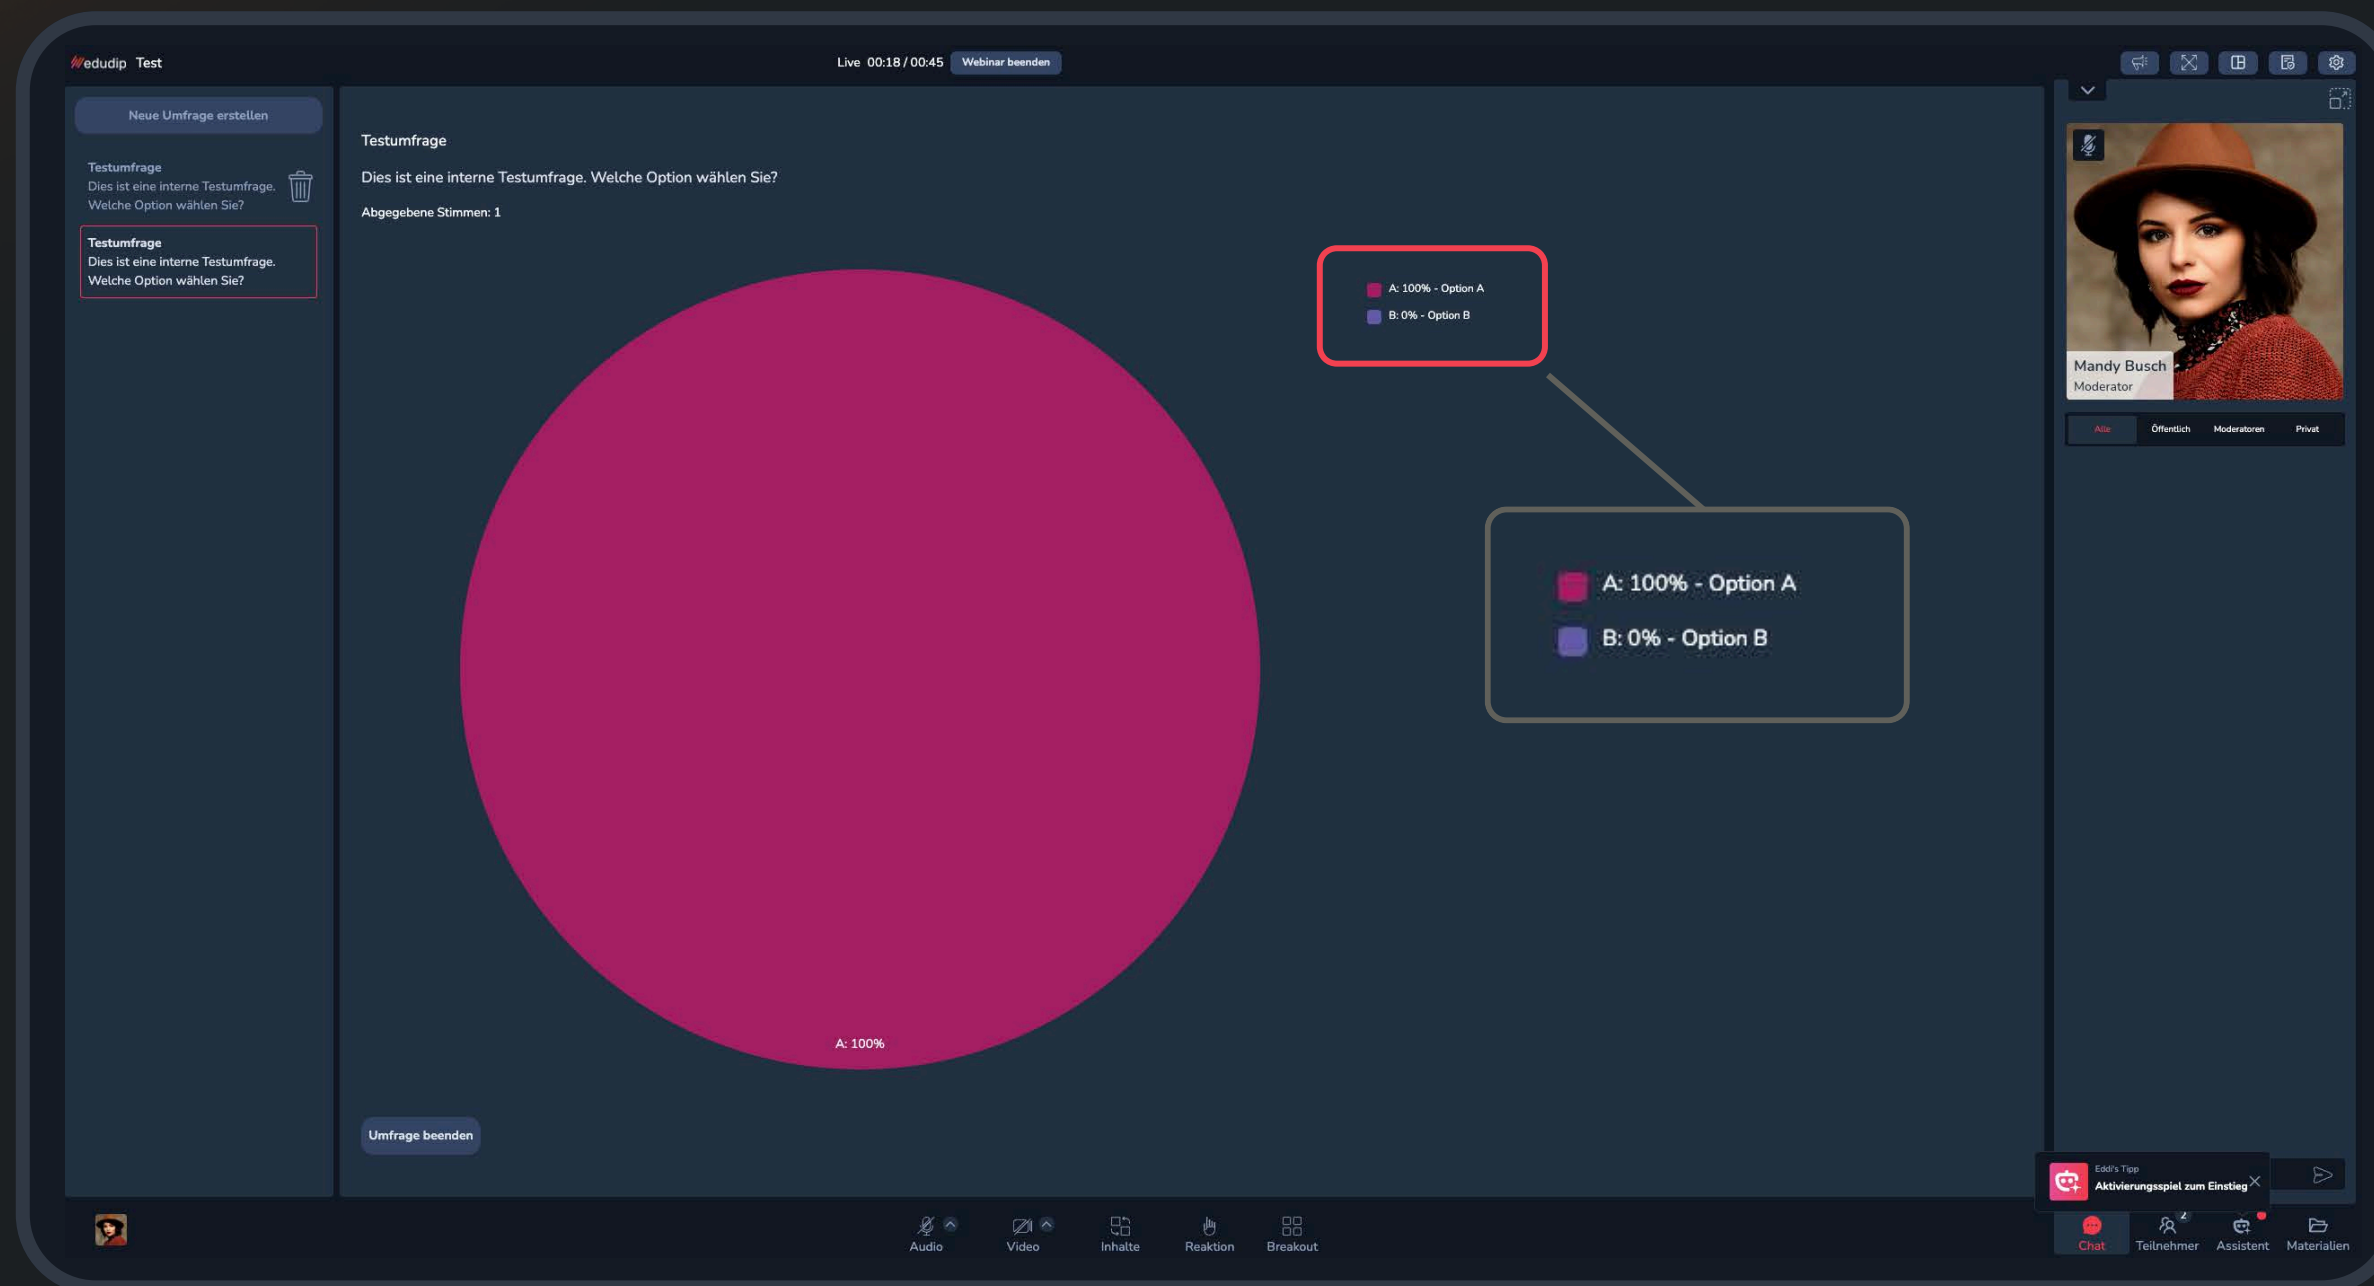 edudip Test
Live 00:18 / 00:45 Webinar beenden
Neue Umfrage erstellen
Testumfrage
Dies ist eine interne Testumfrage.
Welche Option wählen Sie?
Testumfrage
Dies ist eine interne Testumfrage.
Welche Option wählen Sie?
Testumfrage
Dies ist eine interne Testumfrage. Welche Option wählen Sie?
Abgegebene Stimmen: 1
A: 100% - Option A
B: 0% - Option B
A: 100% - Option A
B: 0% - Option B
A: 100%
Umfrage beenden
Mandy Busch
Moderator
Alle Öffentlich Moderatoren Privat
Eddi's Tipp
Aktivierungsspiel zum Einstieg
Audio Video Inhalte Reaktion Breakout
2
Chat Teilnehmer Assistent Materialien